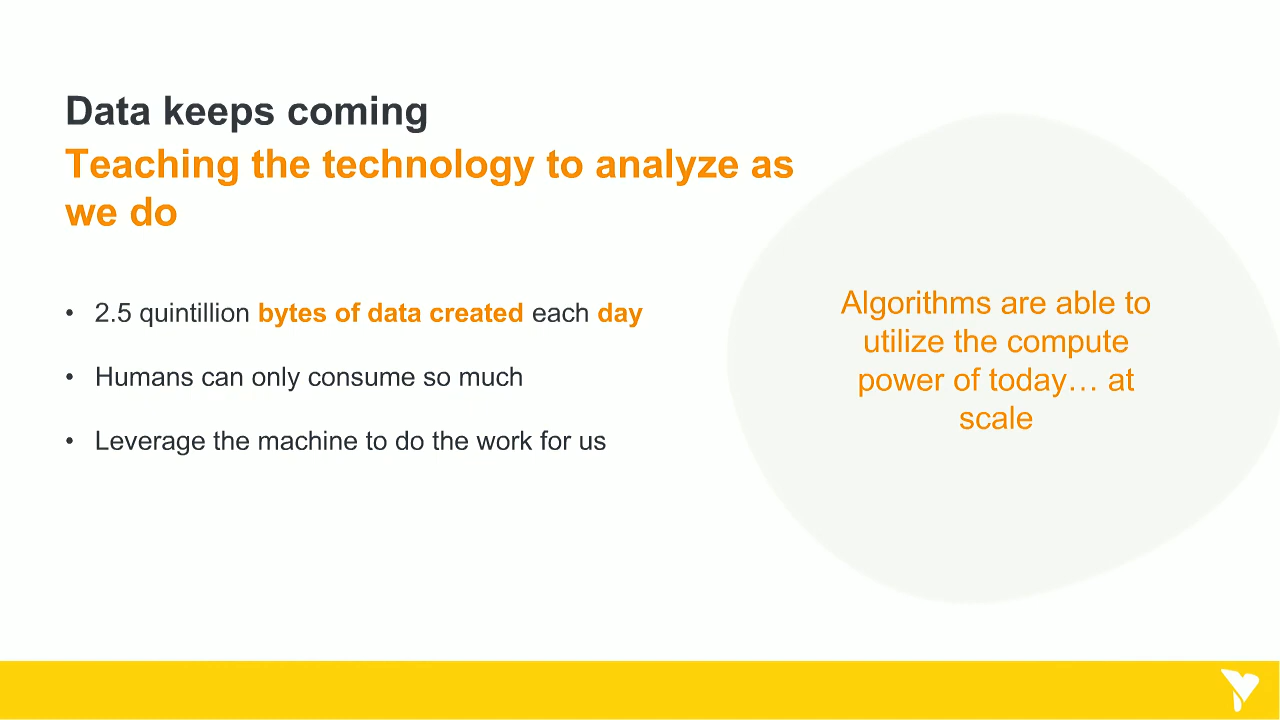 Data keeps coming
Teaching the technology to analyze as
we do
• 2.5 quintillion bytes of data created each day
• Humans can only consume so much
• Leverage the machine to do the work for us
Algorithms are able to
utilize the compute
power of today… at
scale